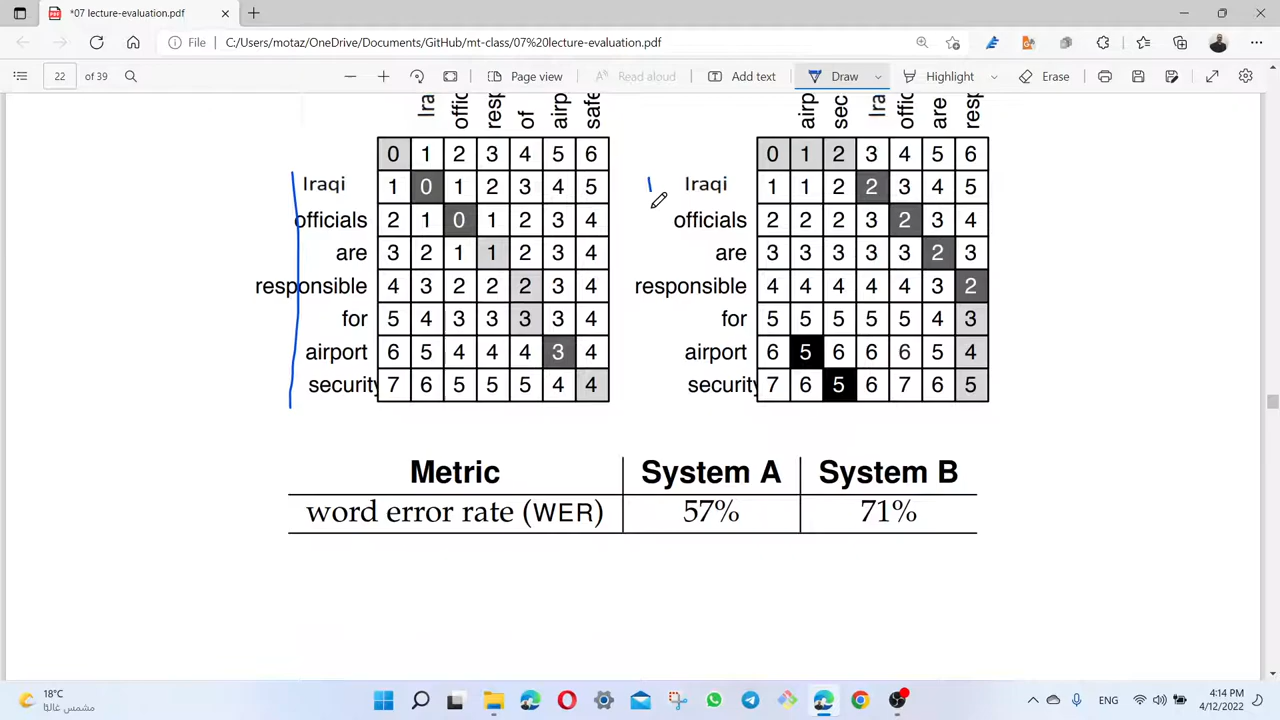 *07 lecture-evaluation.pdf
File C:/Users/motaz/OneDrive/Documents/GitHub/mt-class/07%20lecture-evaluation.pdf
22 of 39 Page view Read aloud Add text Draw Highlight Erase
Ira offic resp of airp safe
0 1 2 3 4 5 6
Iraqi 1 0 1 2 3 4 5
officials 2 1 0 1 2 3 4
are 3 2 1 1 2 3 4
responsible 4 3 2 2 2 3 4
for 5 4 3 3 3 3 4
airport 6 5 4 4 4 3 4
security 7 6 5 5 5 4 4
airp sec Ira offic are resp
0 1 2 3 4 5 6
Iraqi 1 1 2 2 3 4 5
officials 2 2 2 3 2 3 4
are 3 3 3 3 3 2 3
responsible 4 4 4 4 4 3 2
for 5 5 5 5 5 4 3
airport 6 5 6 6 6 5 4
security 7 6 5 6 7 6 5
Metric System A System B
word error rate (WER) 57% 71%
18°C
مشمس غالبًا
ENG
4:14 PM
/12/2022